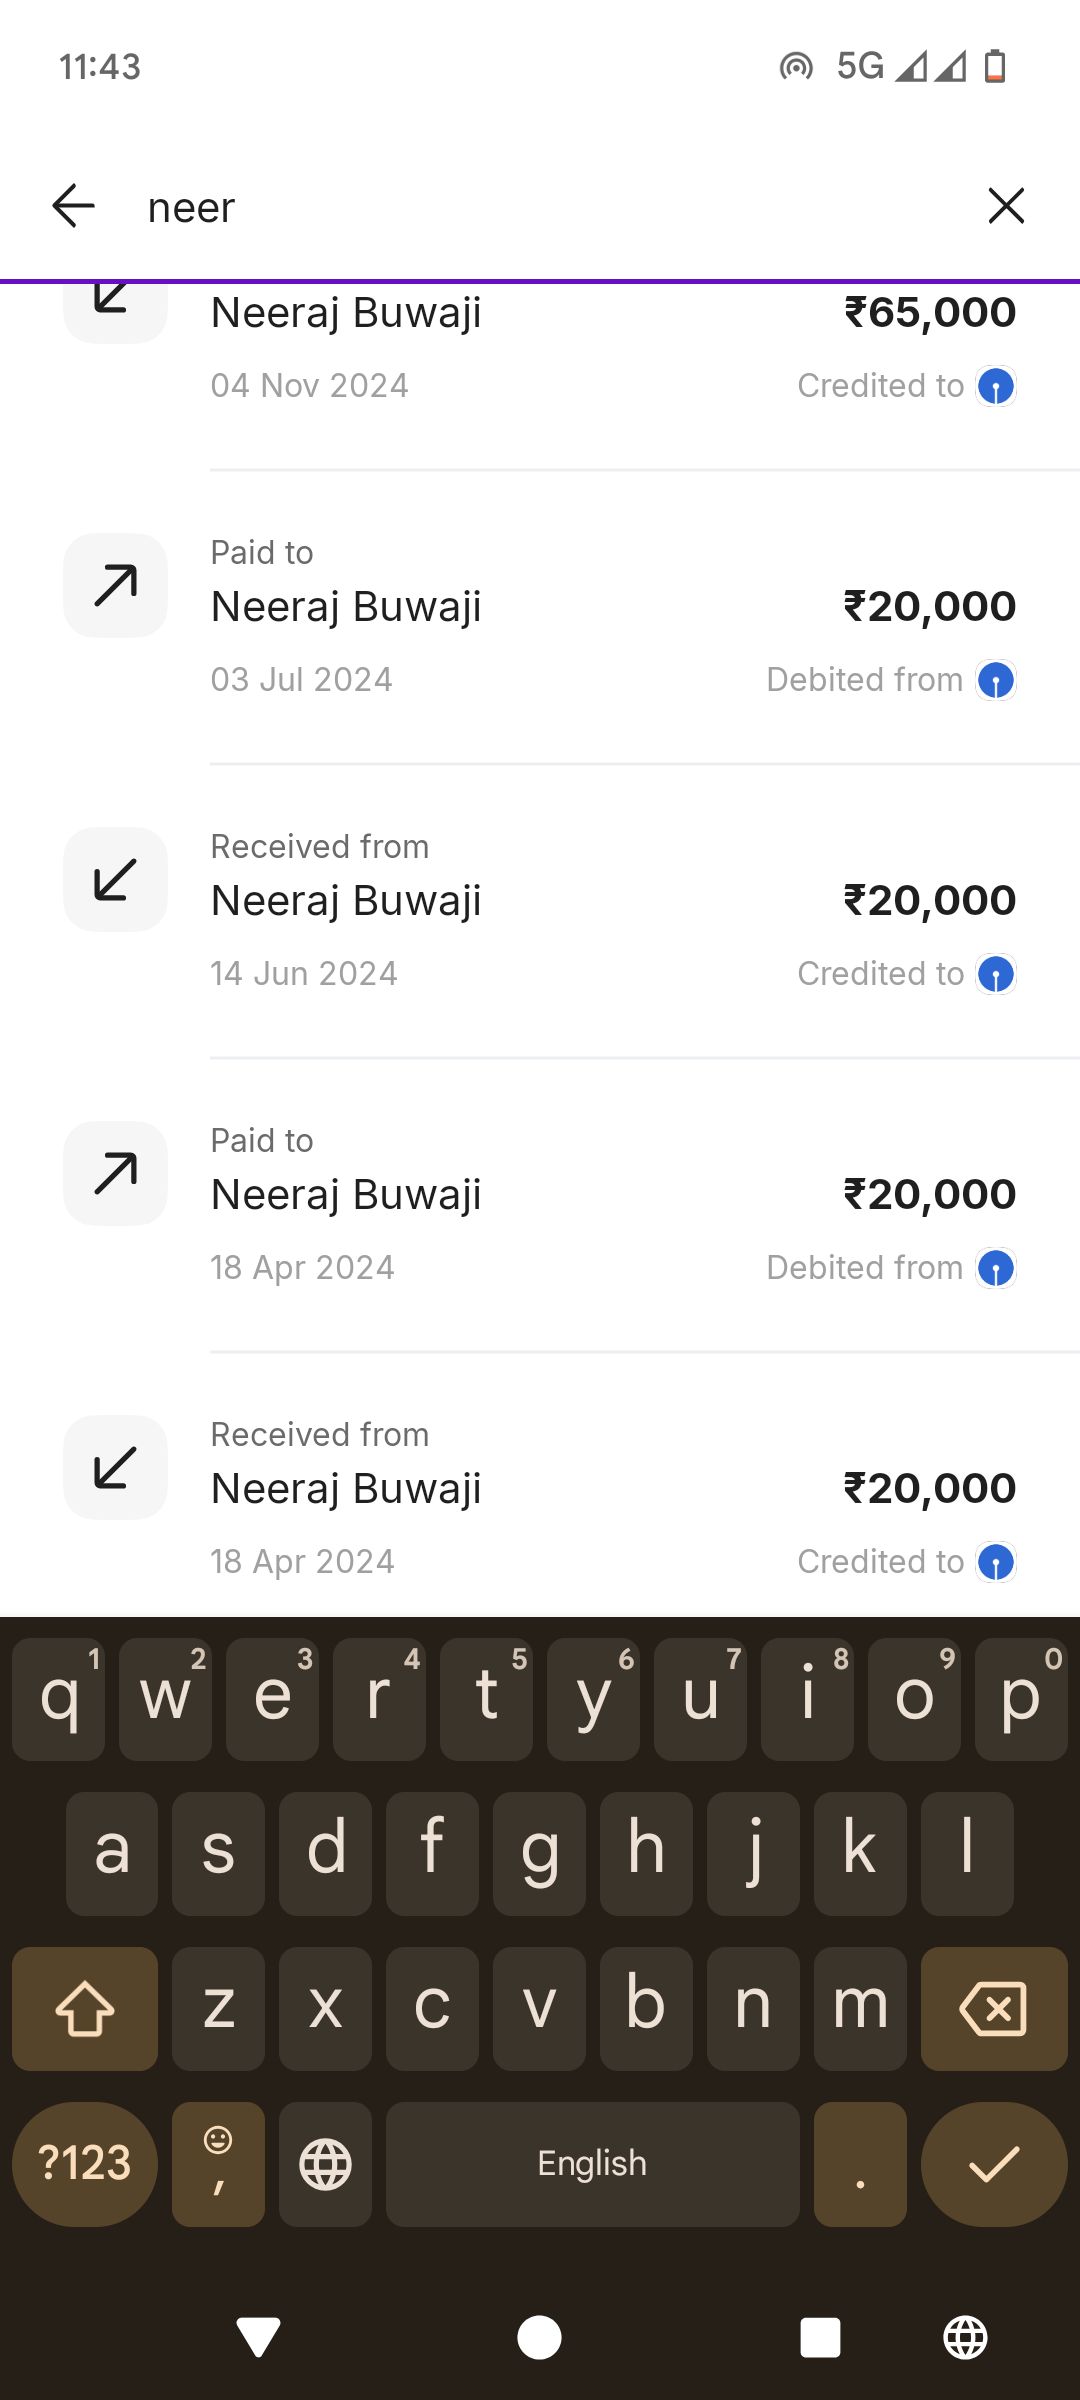 11:43 5G
neer
Neeraj Buwaji ₹65,000
04 Nov 2024 Credited to
Paid to
Neeraj Buwaji ₹20,000
03 Jul 2024 Debited from
Received from
Neeraj Buwaji ₹20,000
14 Jun 2024 Credited to
Paid to
Neeraj Buwaji ₹20,000
18 Apr 2024 Debited from
Received from
Neeraj Buwaji ₹20,000
18 Apr 2024 Credited to
1 2 3 4 5 6 7 8 9 0
q w e r t y u i o p
a s d f g h j k l
z x c v b n m
?123 , English .